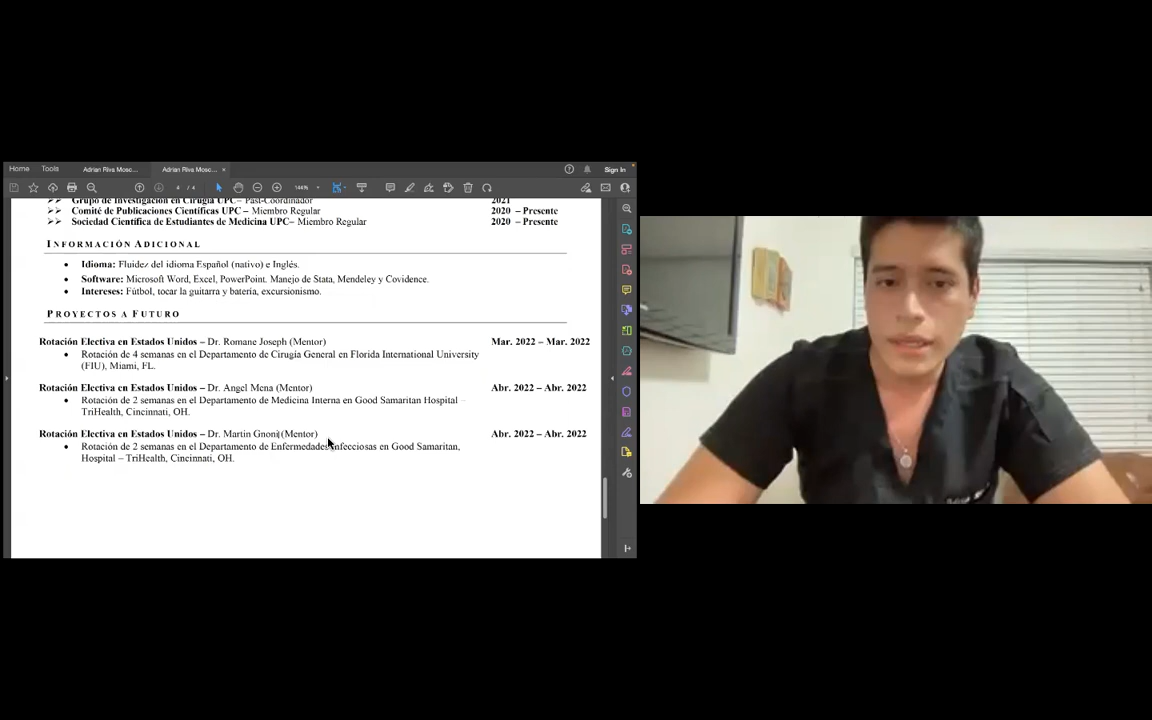 Home Tools Adrian Riva Mosc... Adrian Riva Mosc... × Sign In
4 / 4 144%
Grupo de Investigación en Cirugía UPC– Past-Coordinador 2021
Comité de Publicaciones Científicas UPC – Miembro Regular 2020 – Presente
Sociedad Científica de Estudiantes de Medicina UPC– Miembro Regular 2020 – Presente
INFORMACIÓN ADICIONAL
• Idioma: Fluidez del idioma Español (nativo) e Inglés.
• Software: Microsoft Word, Excel, PowerPoint. Manejo de Stata, Mendeley y Covidence.
• Intereses: Fútbol, tocar la guitarra y batería, excursionismo.
PROYECTOS A FUTURO
Rotación Electiva en Estados Unidos – Dr. Romane Joseph (Mentor) Mar. 2022 – Mar. 2022
• Rotación de 4 semanas en el Departamento de Cirugía General en Florida International University
(FIU), Miami, FL.
Rotación Electiva en Estados Unidos – Dr. Angel Mena (Mentor) Abr. 2022 – Abr. 2022
• Rotación de 2 semanas en el Departamento de Medicina Interna en Good Samaritan Hospital –
TriHealth, Cincinnati, OH.
Rotación Electiva en Estados Unidos – Dr. Martin Gnoni (Mentor) Abr. 2022 – Abr. 2022
• Rotación de 2 semanas en el Departamento de Enfermedades Infecciosas en Good Samaritan,
Hospital – TriHealth, Cincinnati, OH.